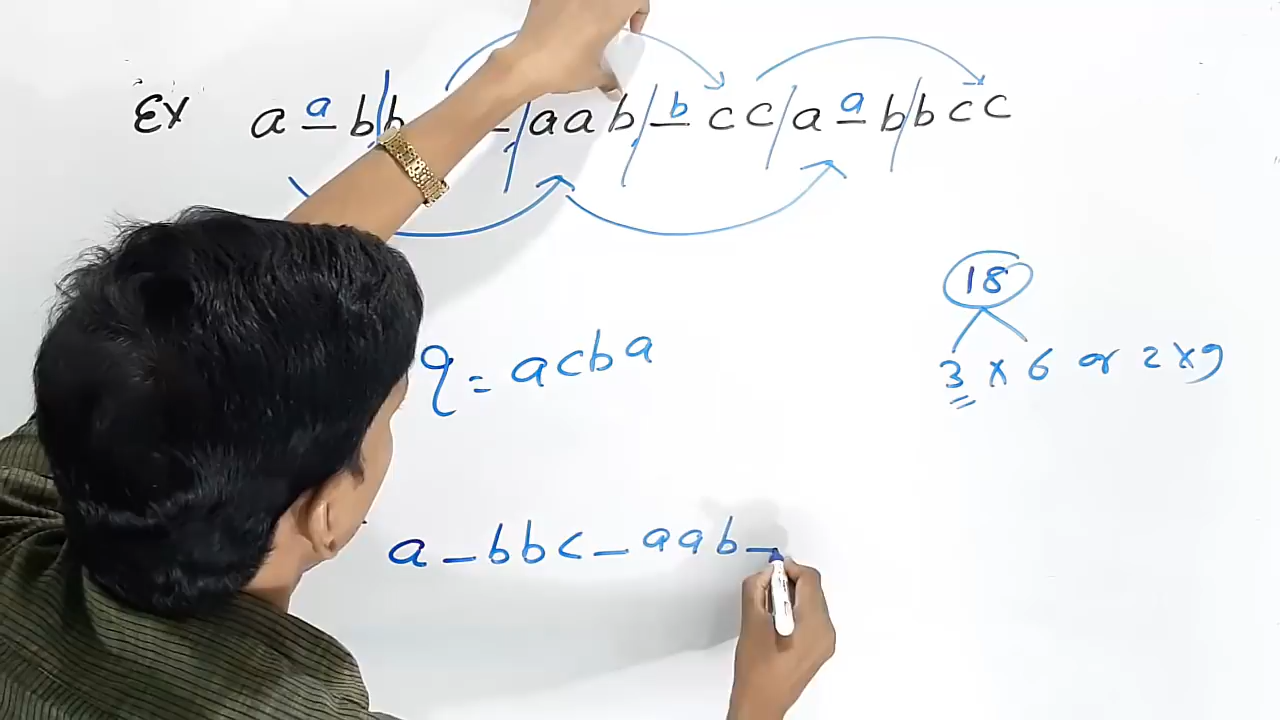 Ex a a b / b _ / a a b / b c c / a a b / b c c
18
q = a c b a
3 x 6 or 2 x 9
a _ b b c _ a a b _